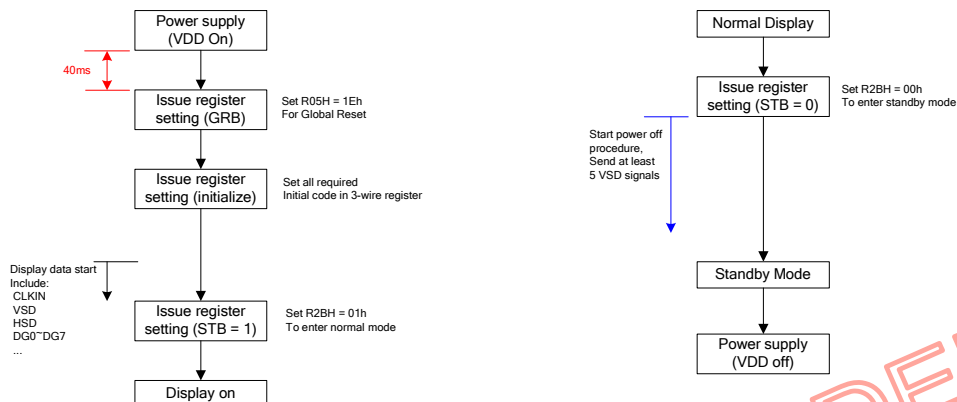 Power supply
(VDD On)
40ms
Issue register
setting (GRB)
Set R05H = 1Eh
For Global Reset
Issue register
setting (initialize)
Set all required
Initial code in 3-wire register
Display data start
Include:
CLKIN
VSD
HSD
DG0~DG7
...
Issue register
setting (STB = 1)
Set R2BH = 01h
To enter normal mode
Display on
Normal Display
Issue register
setting (STB = 0)
Set R2BH = 00h
To enter standby mode
Start power off
procedure,
Send at least
5 VSD signals
Standby Mode
Power supply
(VDD off)